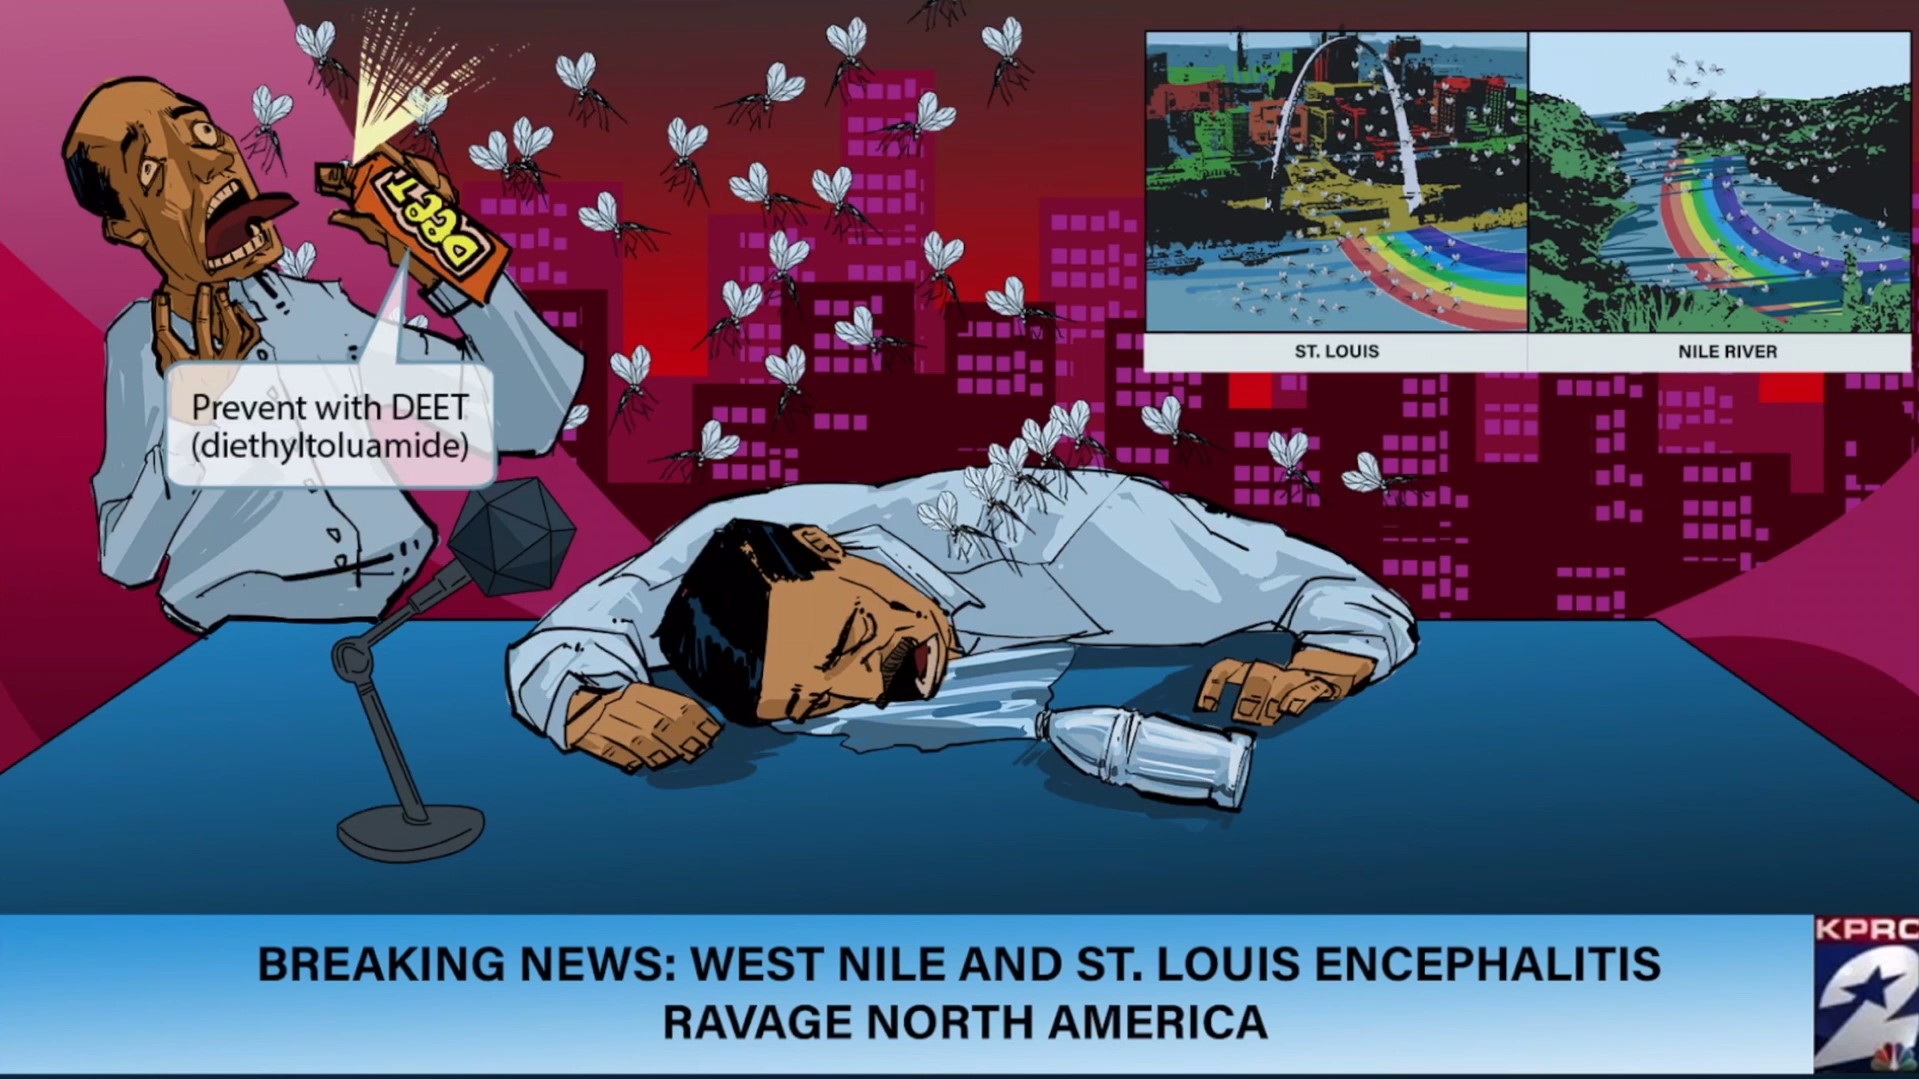 DeeT
Prevent with DEET
(diethyltoluamide)
ST. LOUIS
NILE RIVER
BREAKING NEWS: WEST NILE AND ST. LOUIS ENCEPHALITIS
RAVAGE NORTH AMERICA
KPRC
2